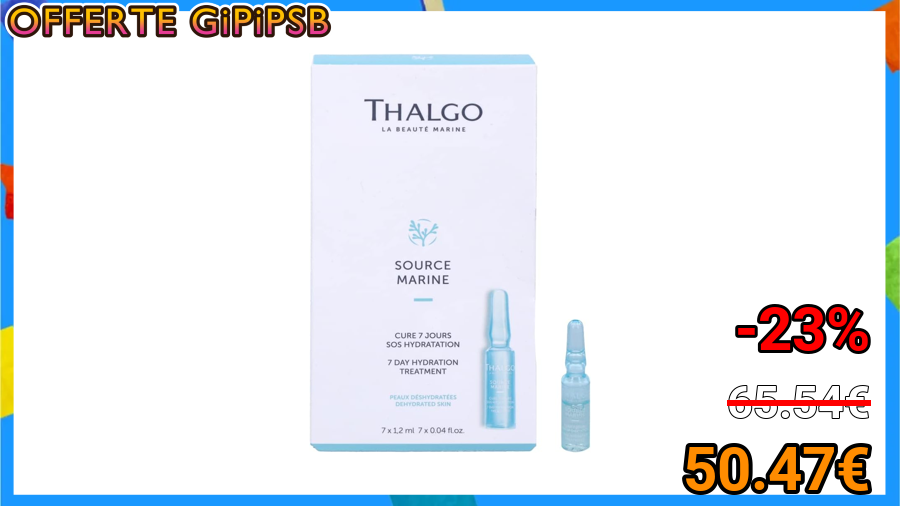 OFFERTE GiPiPSB
THALGO
LA BEAUTÉ MARINE
SOURCE
MARINE
CURE 7 JOURS
SOS HYDRATATION
7 DAY HYDRATION
TREATMENT
PEAUX DÉSHYDRATÉES
DEHYDRATED SKIN
7 x 1,2 ml 7 x 0.04 fl.oz.
THALGO
-23%
65.54€
50.47€